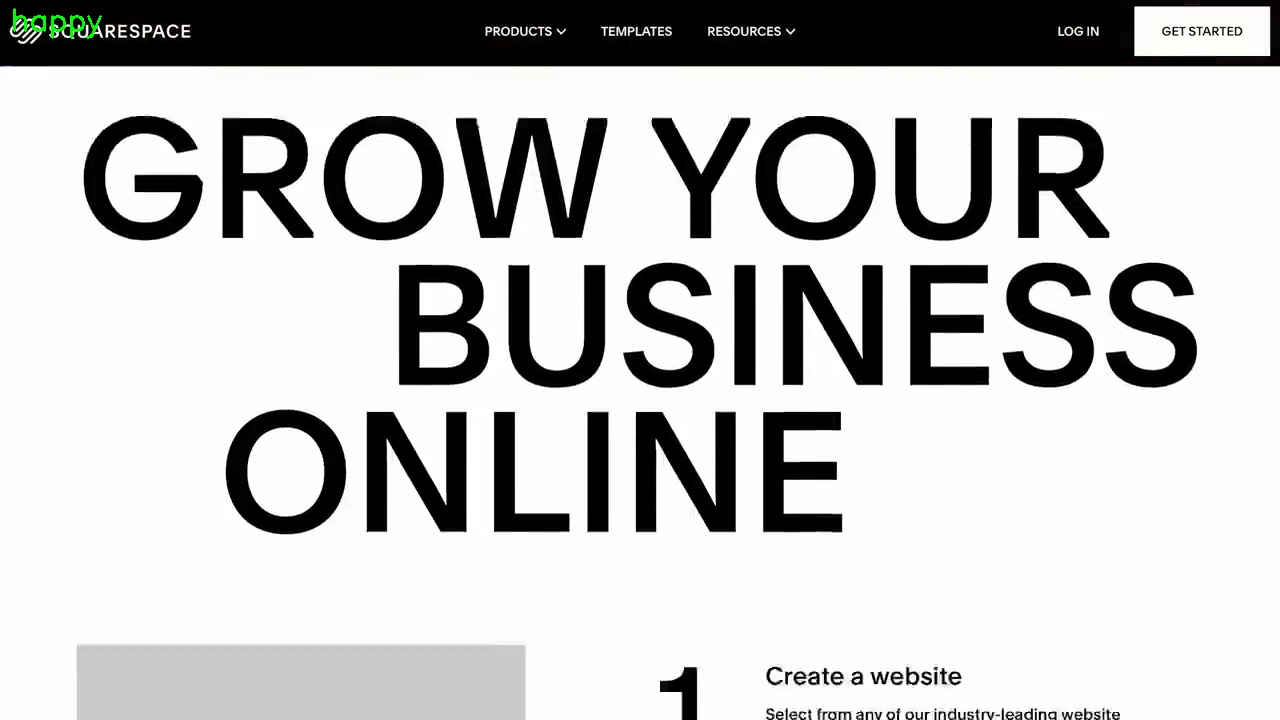 happy
SQUARESPACE
PRODUCTS
TEMPLATES
RESOURCES
LOG IN
GET STARTED
GROW YOUR
BUSINESS
ONLINE
1
Create a website
Select from any of our industry-leading website